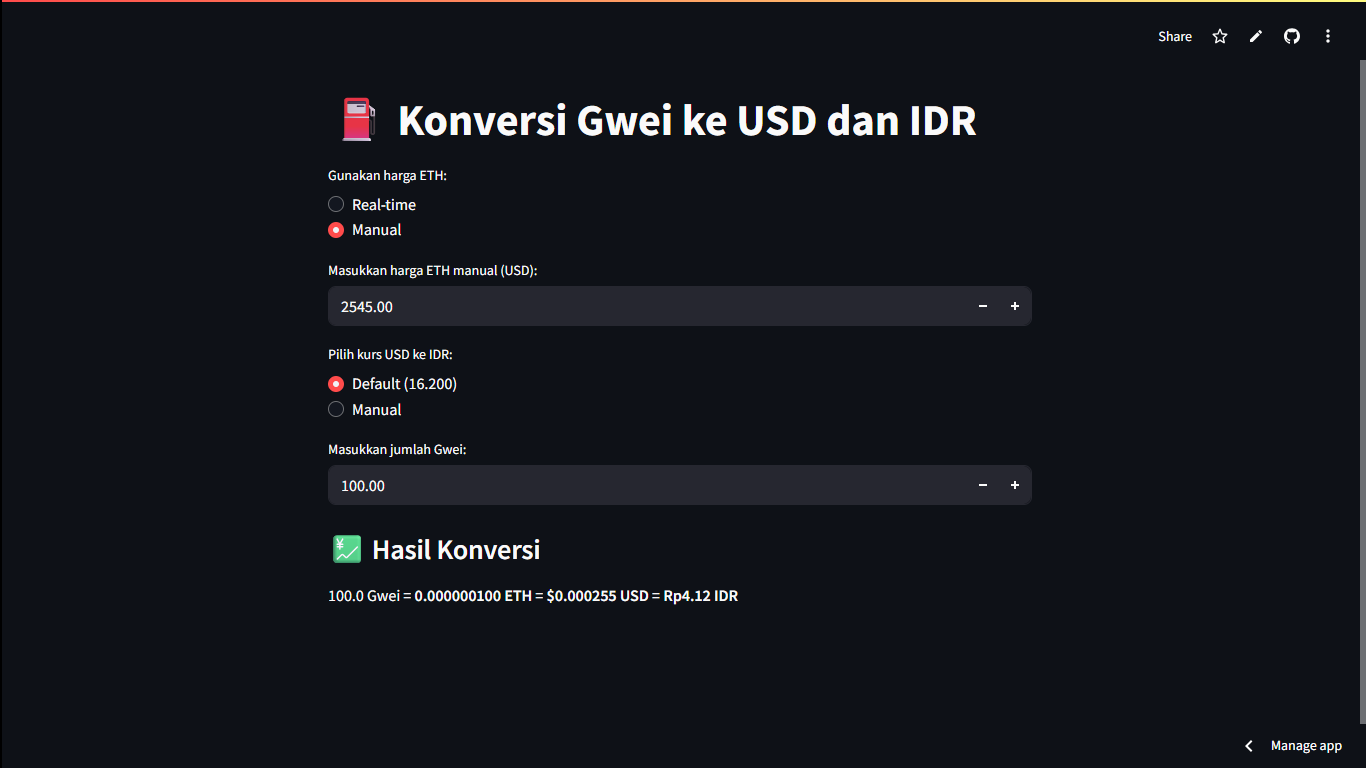 Share
Konversi Gwei ke USD dan IDR
Gunakan harga ETH:
Real-time
Manual
Masukkan harga ETH manual (USD):
2545.00
Pilih kurs USD ke IDR:
Default (16.200)
Manual
Masukkan jumlah Gwei:
100.00
Hasil Konversi
100.0 Gwei = 0.000000100 ETH = $0.000255 USD = Rp4.12 IDR
Manage app